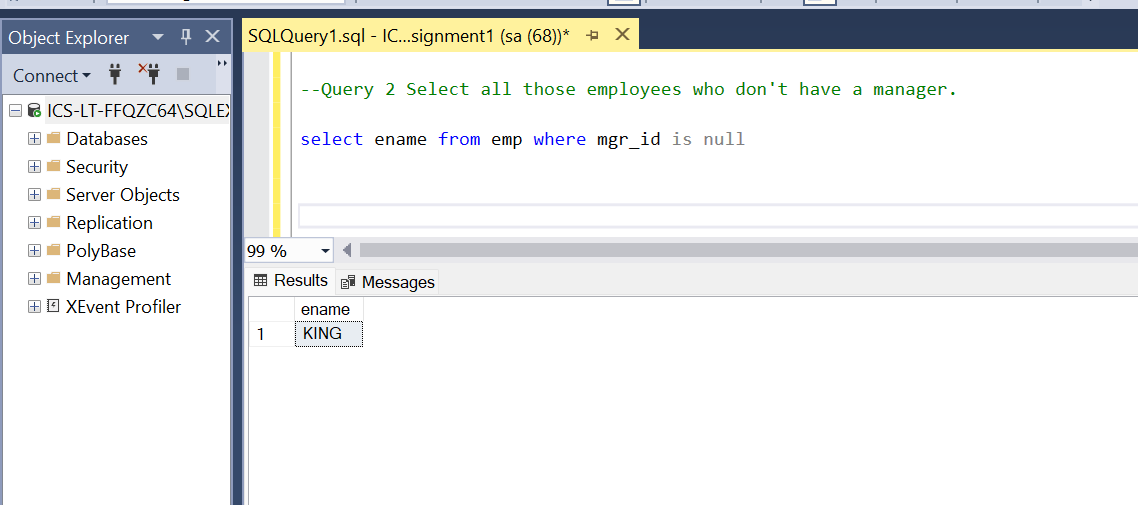 Object Explorer
Connect
ICS-LT-FFQZC64\SQLEX
Databases
Security
Server Objects
Replication
PolyBase
Management
XEvent Profiler
SQLQuery1.sql - IC...signment1 (sa (68))*
--Query 2 Select all those employees who don't have a manager.
select ename from emp where mgr_id is null
99 %
Results
Messages
ename
1 KING